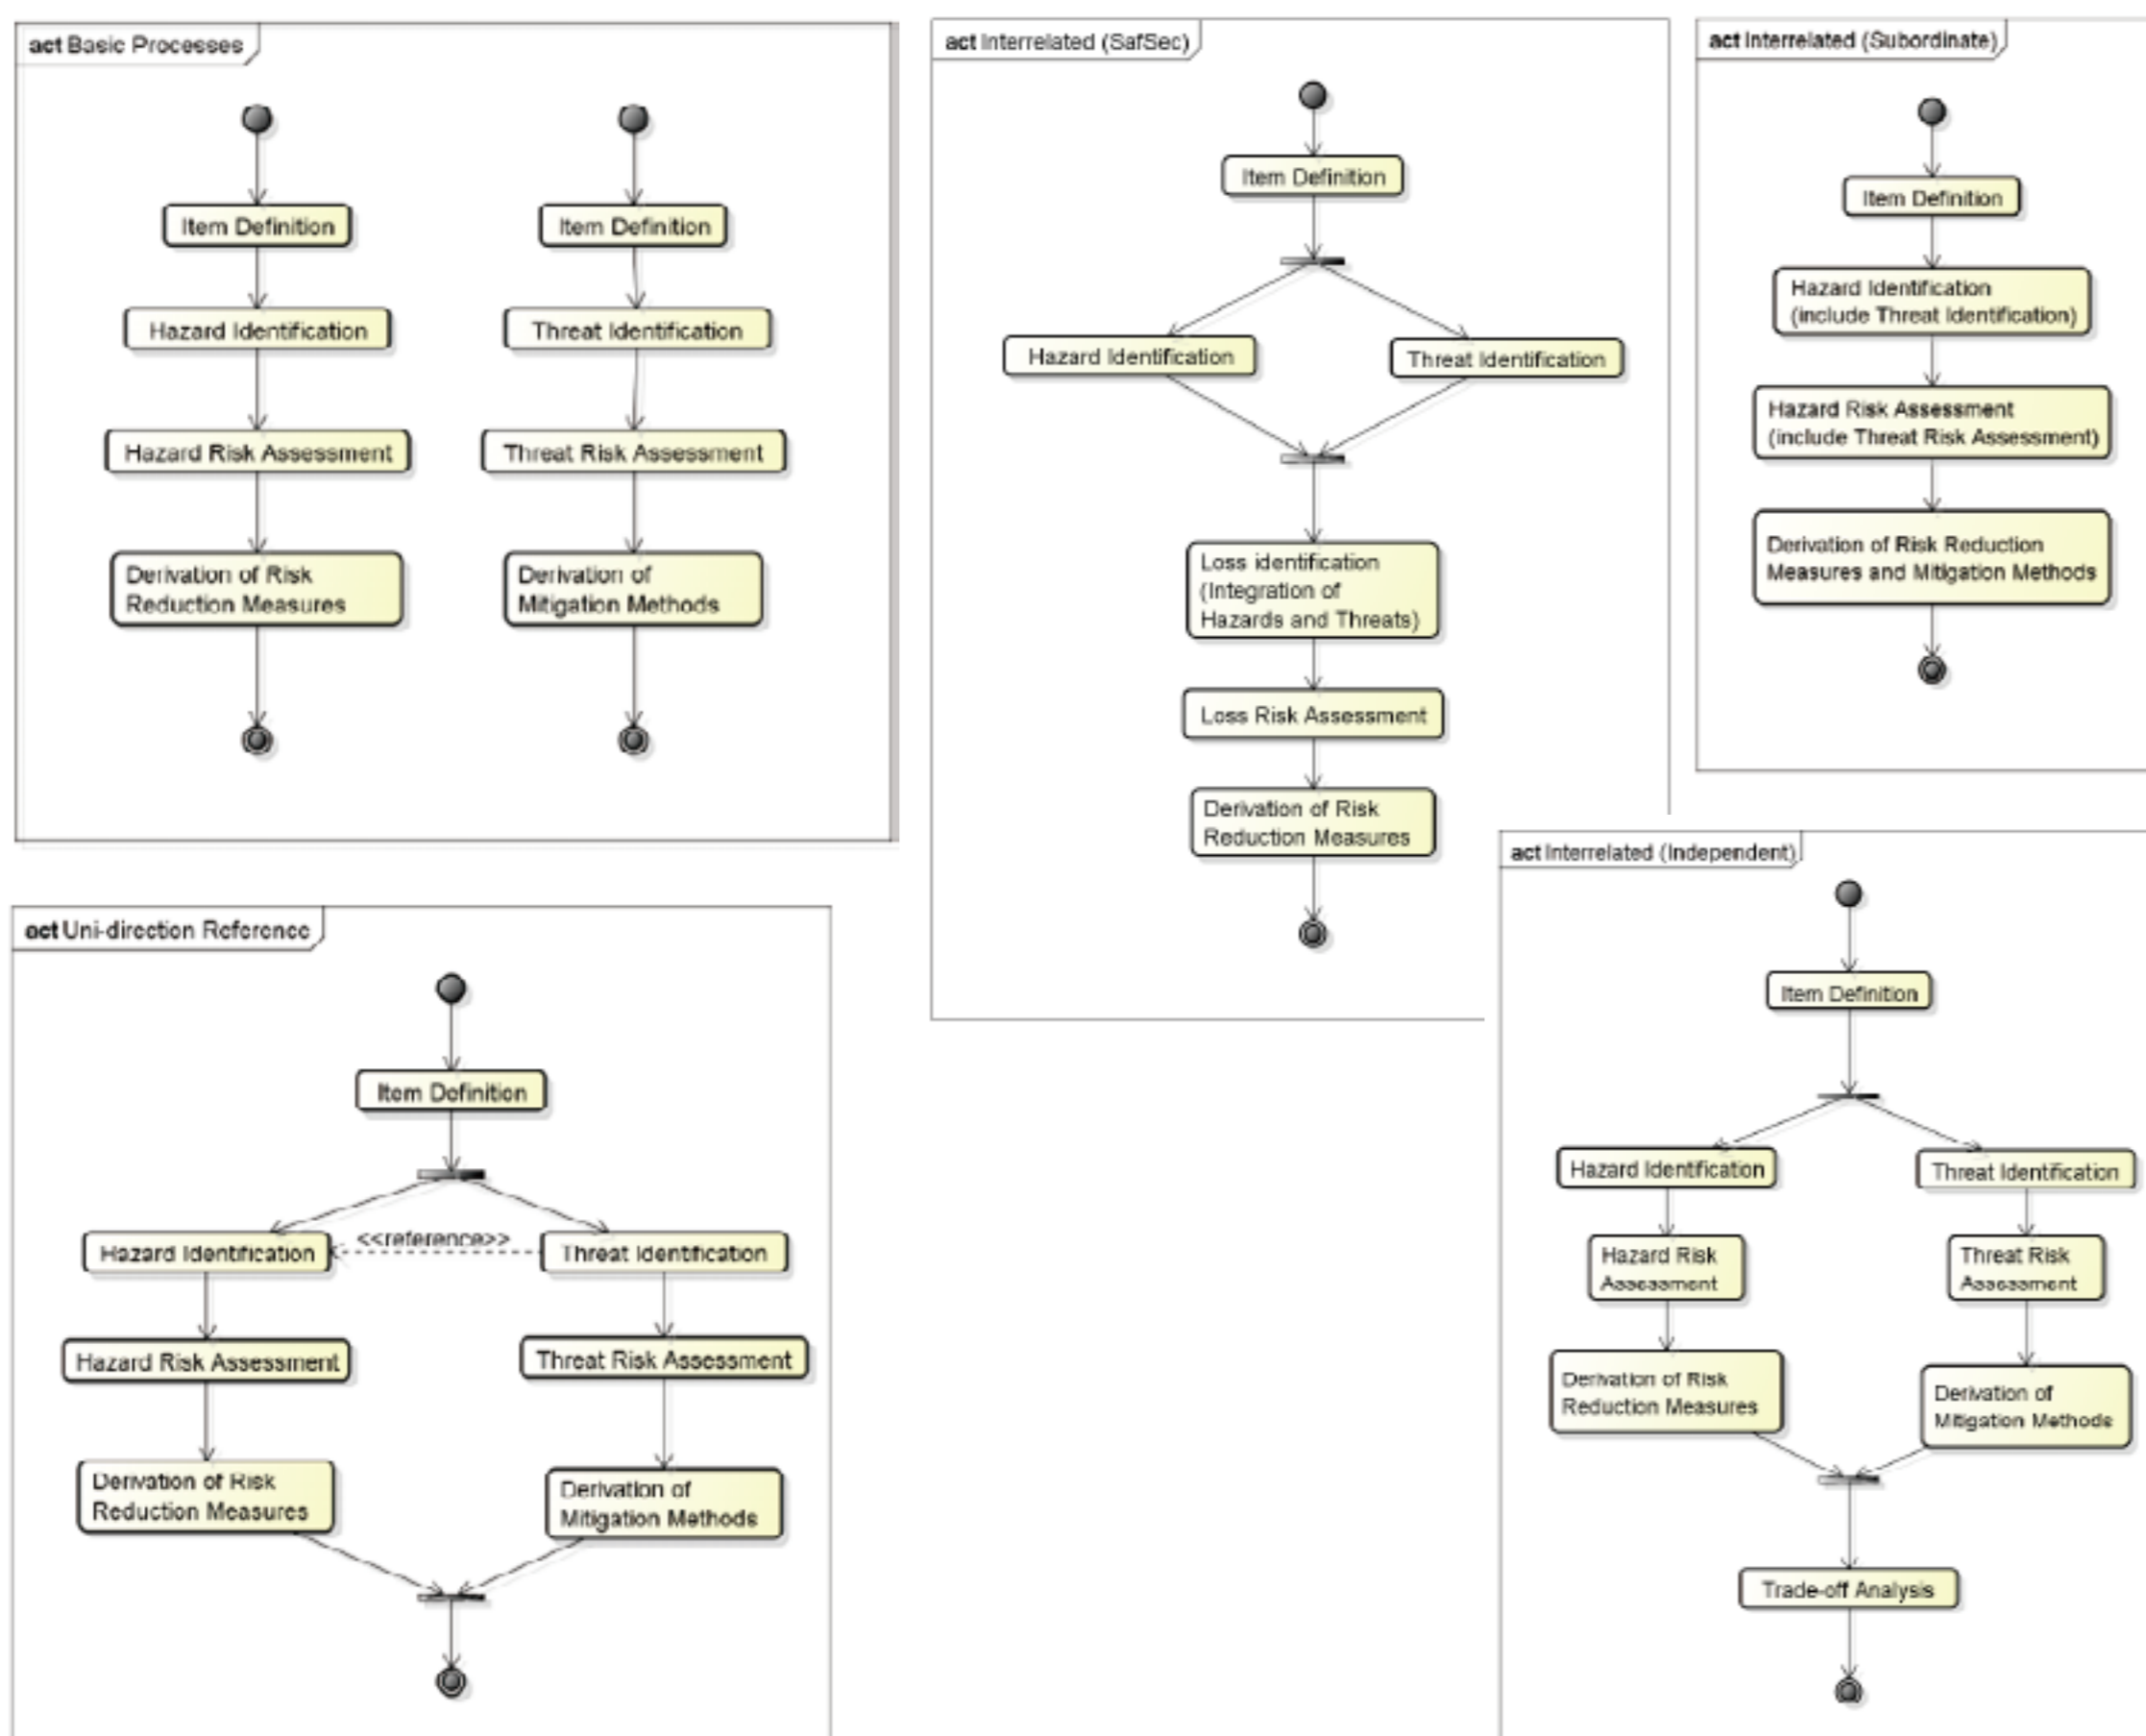 act Basic Processes
Item Definition
Hazard Identification
Hazard Risk Assessment
Derivation of Risk
Reduction Measures
Item Definition
Threat Identification
Threat Risk Assessment
Derivation of
Mitigation Methods
act Interrelated (SafSec)
Item Definition
Hazard Identification
Threat Identification
Loss identification
(Integration of
Hazards and Threats)
Loss Risk Assessment
Derivation of Risk
Reduction Measures
act Interrelated (Subordinate)
Item Definition
Hazard Identification
(include Threat Identification)
Hazard Risk Assessment
(include Threat Risk Assessment)
Derivation of Risk Reduction
Measures and Mitigation Methods
act Uni-direction Reference
Item Definition
Hazard Identification
<<reference>>
Threat Identification
Hazard Risk Assessment
Threat Risk Assessment
Derivation of Risk
Reduction Measures
Derivation of
Mitigation Methods
act Interrelated (Independent)
Item Definition
Hazard Identification
Threat Identification
Hazard Risk
Assessment
Threat Risk
Assessment
Derivation of Risk
Reduction Measures
Derivation of
Mitigation Methods
Trade-off Analysis